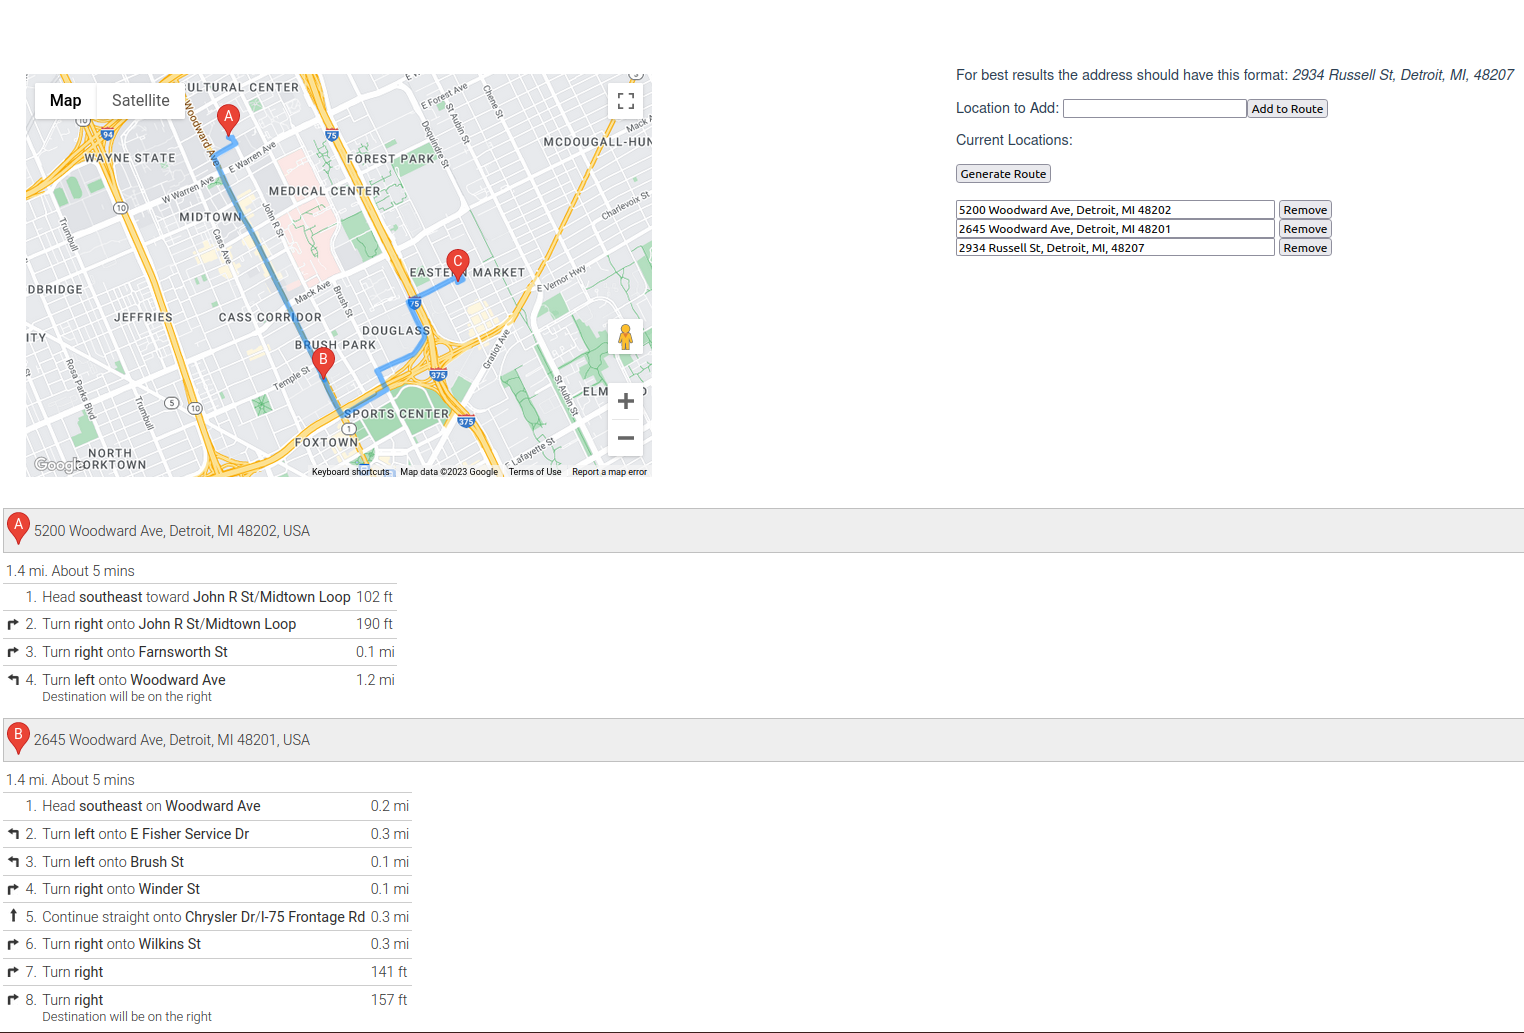 For best results the address should have this format: 2934 Russell St, Detroit, MI, 48207
Location to Add: Add to Route
Current Locations:
Generate Route
5200 Woodward Ave, Detroit, MI 48202 Remove
2645 Woodward Ave, Detroit, MI 48201 Remove
2934 Russell St, Detroit, MI, 48207 Remove
Map Satellite
ULTURAL CENTER
A
Woodward Ave
E Forest Ave
Chene St
St Aubin St
Dequindre St
Mack A
10
94
75
WAYNE STATE
E Warren Ave
FOREST PARK
MCDOUGALL-HUN
W Warren Ave
MEDICAL CENTER
10
MIDTOWN
John R St
Charlevoix St
Trumbull
Cass Ave
C
EASTERN MARKET
E Vernor Hwy
DBRIDGE
Mack Ave
Brush St
75
JEFFRIES
CASS CORRIDOR
DOUGLASS
ITY
BRUSH PARK
Gratiot Ave
B
Temple St
375
Rosa Parks Blvd
St Aubin St
ELM
Trumbull
5
10
SPORTS CENTER
375
1
FOXTOWN
E Lafayette St
NORTH
CORKTOWN
Google
Keyboard shortcuts Map data ©2023 Google Terms of Use Report a map error
A 5200 Woodward Ave, Detroit, MI 48202, USA
1.4 mi. About 5 mins
1. Head southeast toward John R St/Midtown Loop 102 ft
2. Turn right onto John R St/Midtown Loop 190 ft
3. Turn right onto Farnsworth St 0.1 mi
4. Turn left onto Woodward Ave 1.2 mi
Destination will be on the right
B 2645 Woodward Ave, Detroit, MI 48201, USA
1.4 mi. About 5 mins
1. Head southeast on Woodward Ave 0.2 mi
2. Turn left onto E Fisher Service Dr 0.3 mi
3. Turn left onto Brush St 0.1 mi
4. Turn right onto Winder St 0.1 mi
5. Continue straight onto Chrysler Dr/I-75 Frontage Rd 0.3 mi
6. Turn right onto Wilkins St 0.3 mi
7. Turn right 141 ft
8. Turn right 157 ft
Destination will be on the right